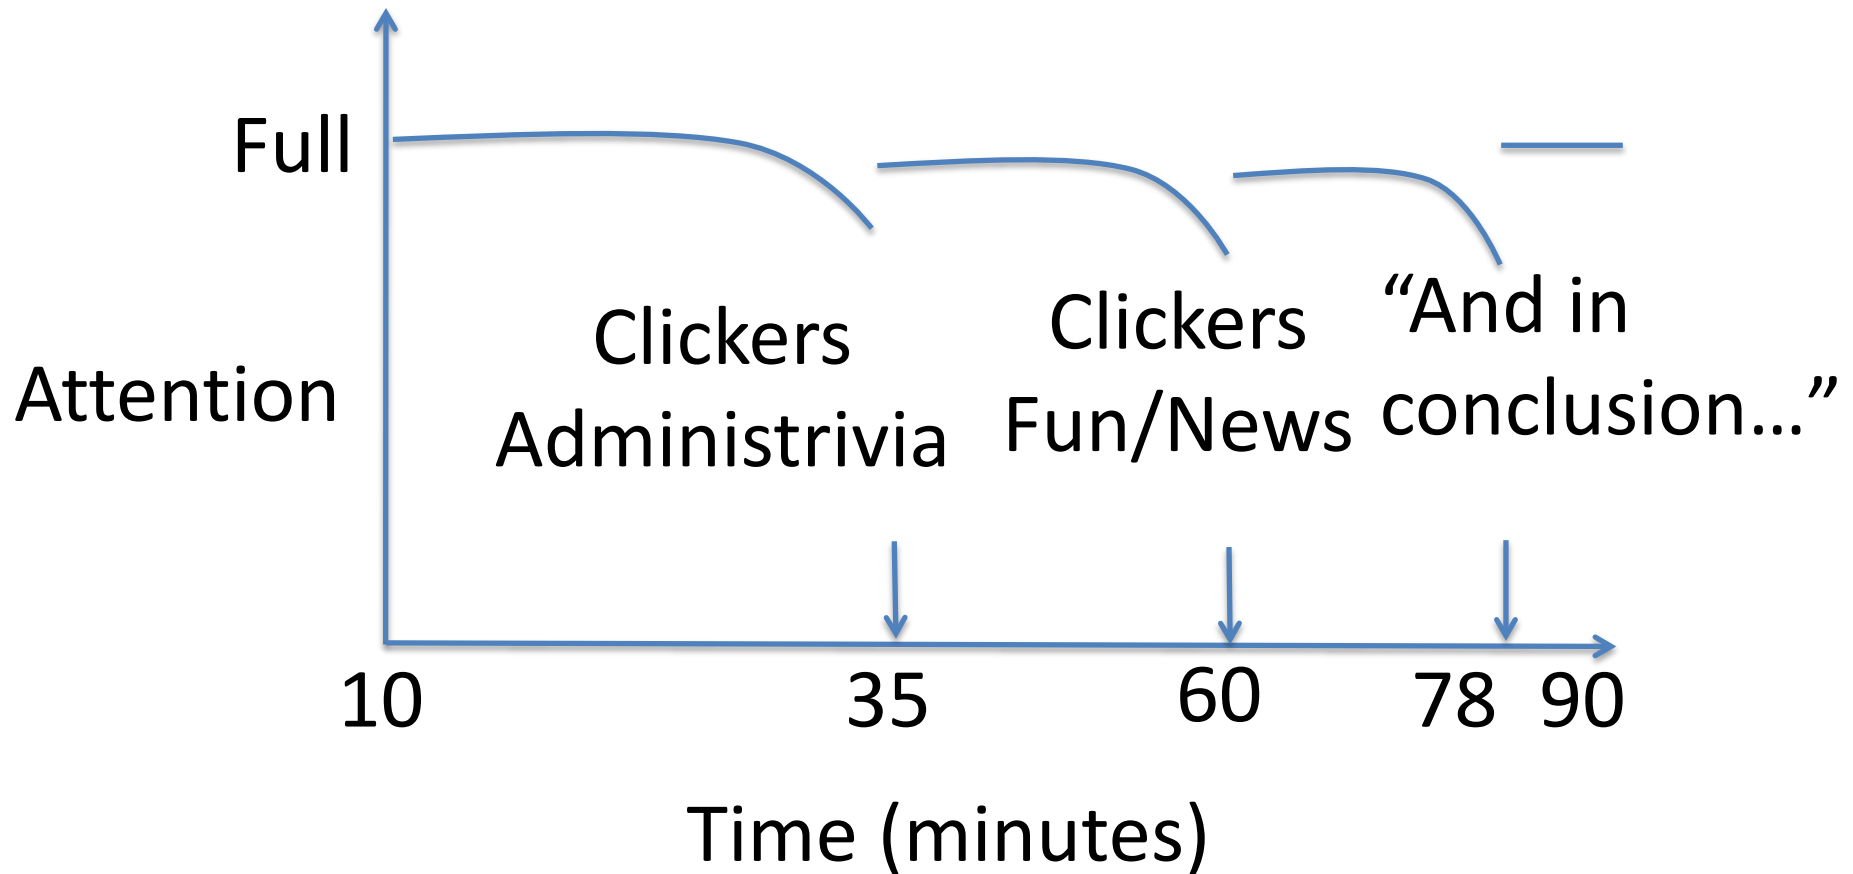 Full
Attention
Clickers
Administrivia
Clickers
Fun/News
“And in
conclusion...”
10 35 60 78 90
Time (minutes)